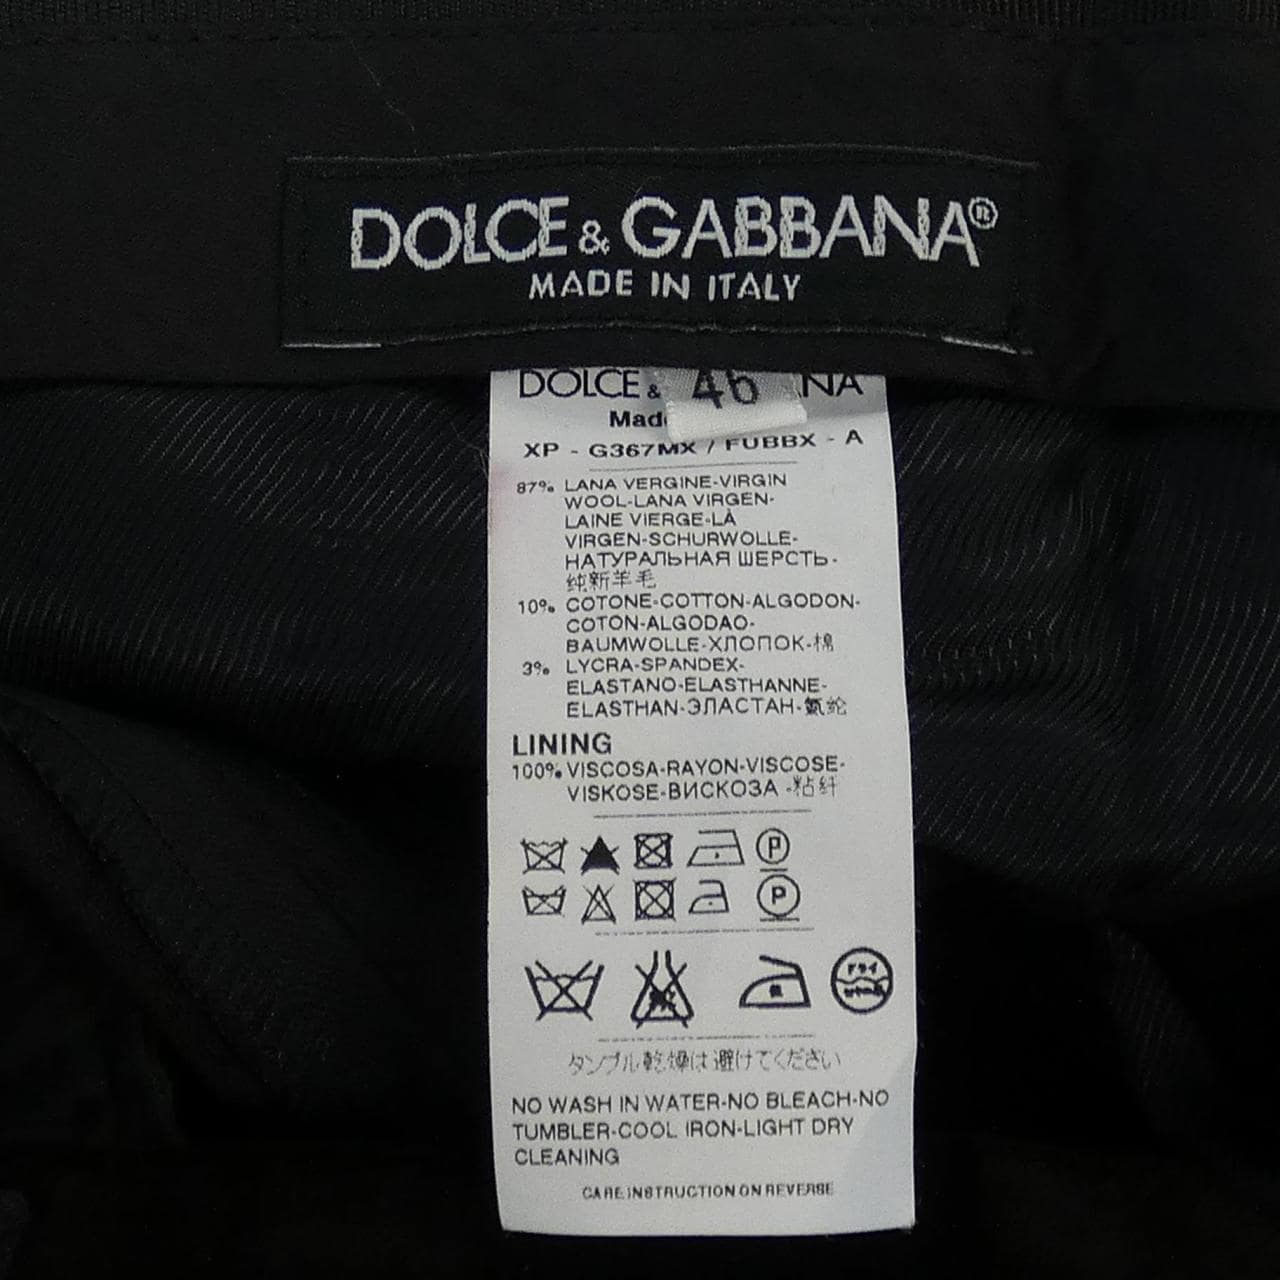 DOLCE & GABBANA®
MADE IN ITALY
46
DOLCE & NA
Mad
XP - G367MX / FUBBX - A
87% LANA VERGINE-VIRGIN
WOOL-LANA VIRGEN-
LAINE VIERGE-LÀ
VIRGEN-SCHURWOLLE-
НАТУРАЛЬНАЯ ШЕРСТЬ-
纯新羊毛
10% COTONE-COTTON-ALGODON-
COTON-ALGODAO-
BAUMWOLLE-ХЛОПОК-棉
3% LYCRA-SPANDEX-
ELASTANO-ELASTHANNE-
ELASTHAN-ЭЛАСТАН-氨纶
LINING
100% VISCOSA-RAYON-VISCOSE-
VISKOSE-ВИСКОЗА -粘纤
P
P
ドライ
タンブル乾燥は避けてください
NO WASH IN WATER-NO BLEACH-NO
TUMBLER-COOL IRON-LIGHT DRY
CLEANING
CARE INSTRUCTION ON REVERSE